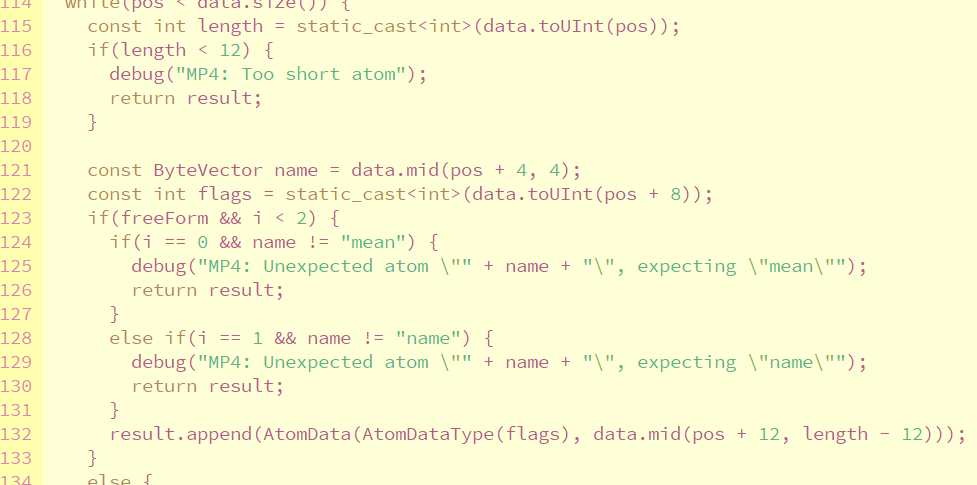 114   while(pos < data.size()) {
115     const int length = static_cast<int>(data.toUInt(pos));
116     if(length < 12) {
117       debug("MP4: Too short atom");
118       return result;
119     }
120
121     const ByteVector name = data.mid(pos + 4, 4);
122     const int flags = static_cast<int>(data.toUInt(pos + 8));
123     if(freeForm && i < 2) {
124       if(i == 0 && name != "mean") {
125         debug("MP4: Unexpected atom \"" + name + "\", expecting \"mean\"");
126         return result;
127       }
128       else if(i == 1 && name != "name") {
129         debug("MP4: Unexpected atom \"" + name + "\", expecting \"name\"");
130         return result;
131       }
132       result.append(AtomData(AtomDataType(flags), data.mid(pos + 12, length - 12)));
133     }
134     else {